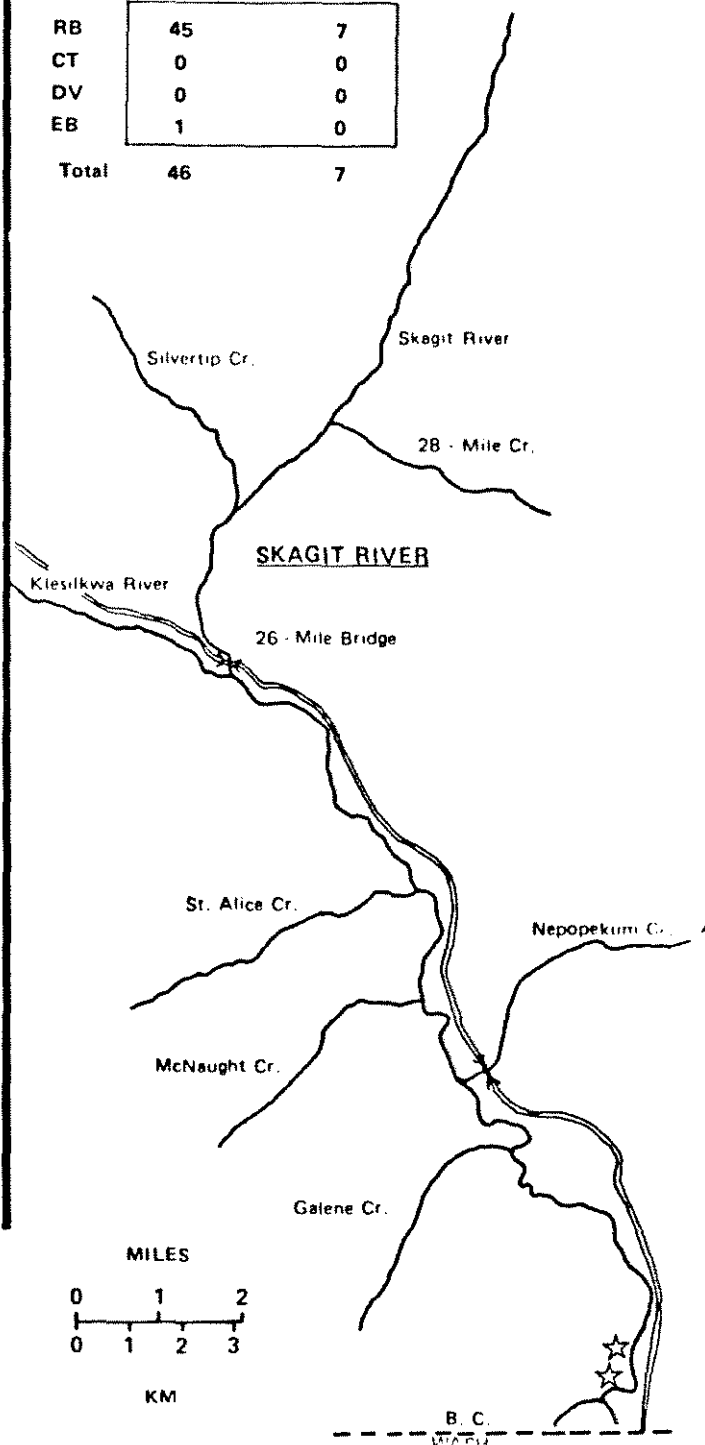 RB 45 7
CT 0 0
DV 0 0
EB 1 0
Total 46 7
Skagit River
Silvertip Cr.
28 - Mile Cr.
SKAGIT RIVER
Klesilkwa River
26 - Mile Bridge
St. Alice Cr.
Nepopekum Cr.
McNaught Cr.
Galene Cr.
MILES
0 1 2
0 1 2 3
KM
B. C.